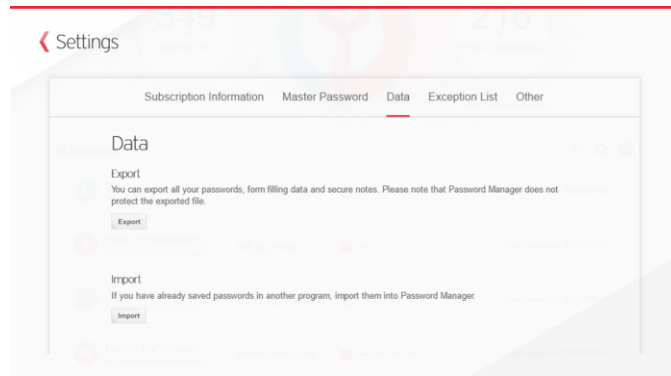 349
216
Settings
Subscription Information Master Password Data Exception List Other
Data
Export
You can export all your passwords, form filling data and secure notes. Please note that Password Manager does not
protect the exported file.
Export
Import
If you have already saved passwords in another program, import them into Password Manager.
Import